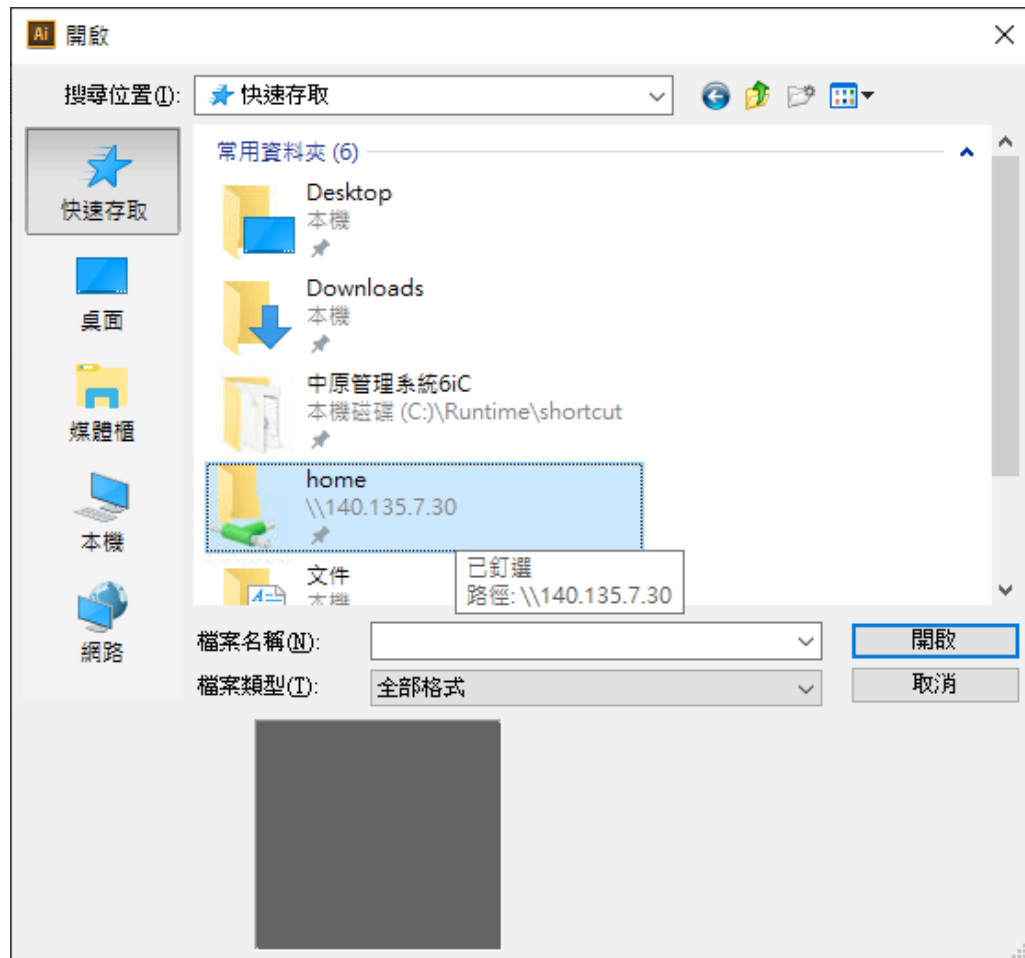 Ai 開啟
搜尋位置(I): 快速存取
快速存取
桌面
媒體櫃
本機
網路
常用資料夾 (6)
Desktop
本機
Downloads
本機
中原管理系統6iC
本機磁碟 (C:)\Runtime\shortcut
home
\\140.135.7.30
文件
本機
已釘選
路徑: \\140.135.7.30
檔案名稱(N):
開啟
檔案類型(T): 全部格式
取消